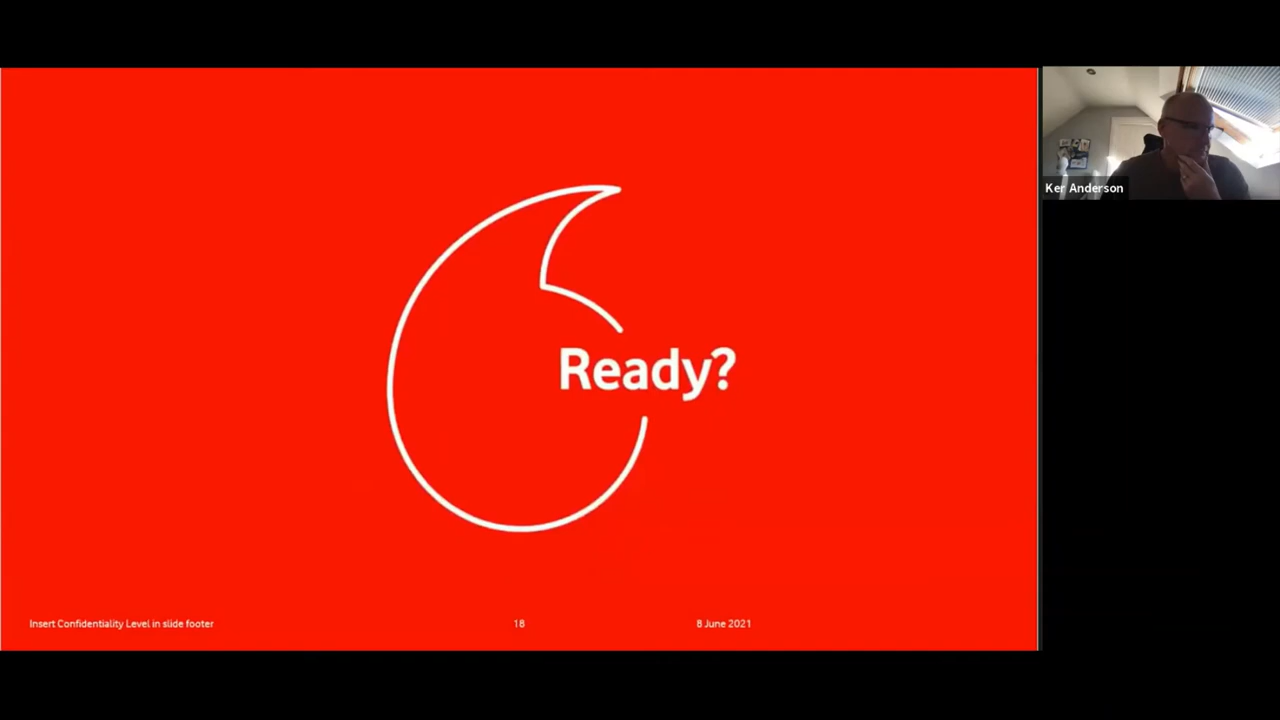 Ready?
Insert Confidentiality Level in slide footer
18
8 June 2021
Ker Anderson